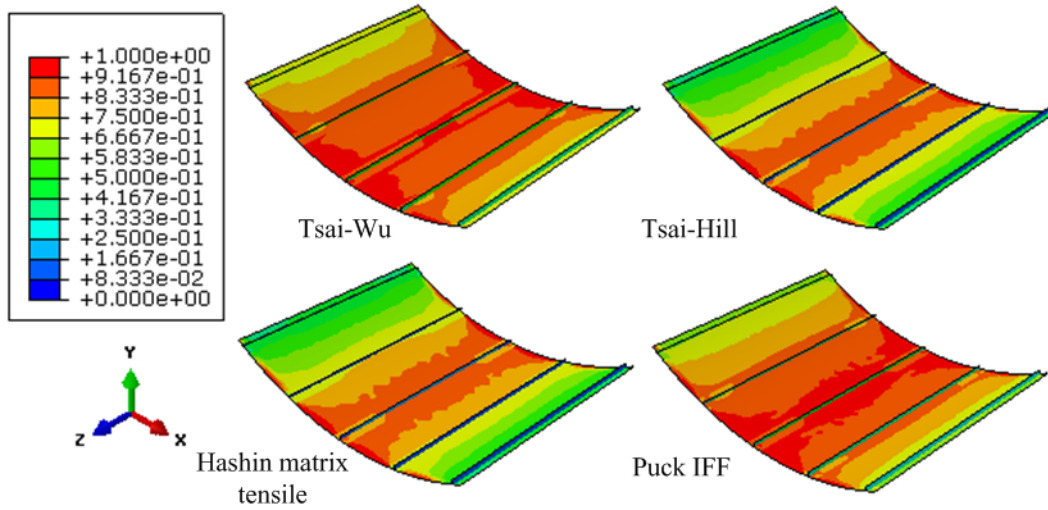 +1.000e+00
+9.167e-01
+8.333e-01
+7.500e-01
+6.667e-01
+5.833e-01
+5.000e-01
+4.167e-01
+3.333e-01
+2.500e-01
+1.667e-01
+8.333e-02
+0.000e+00
Tsai-Wu
Tsai-Hill
Y
Z
X
Hashin matrix
tensile
Puck IFF